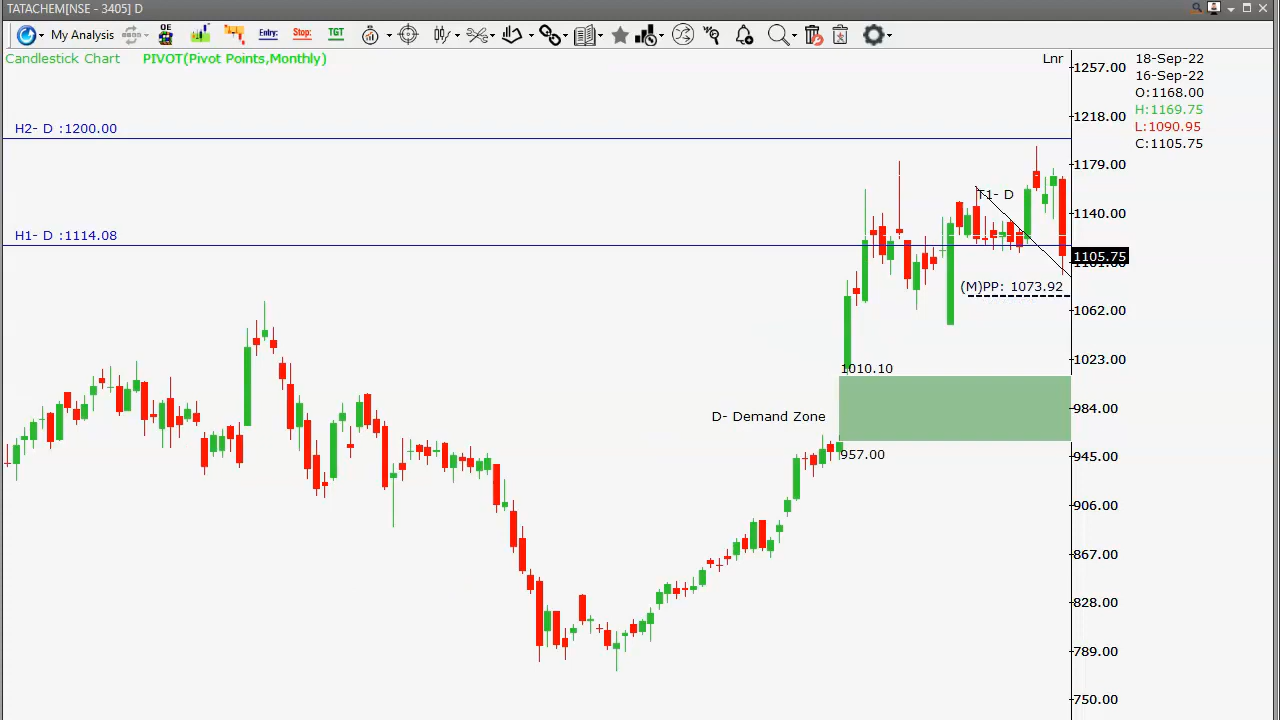 TATACHEM[NSE - 3405] D
My Analysis
OE
Entry:
Stop:
TGT
Candlestick Chart PIVOT(Pivot Points,Monthly)
Lnr
18-Sep-22
16-Sep-22
O:1168.00
H:1169.75
L:1090.95
C:1105.75
H2- D :1200.00
H1- D :1114.08
T1- D
(M)PP: 1073.92
1010.10
D- Demand Zone
957.00
1257.00
1218.00
1179.00
1140.00
1105.75
1062.00
1023.00
984.00
945.00
906.00
867.00
828.00
789.00
750.00